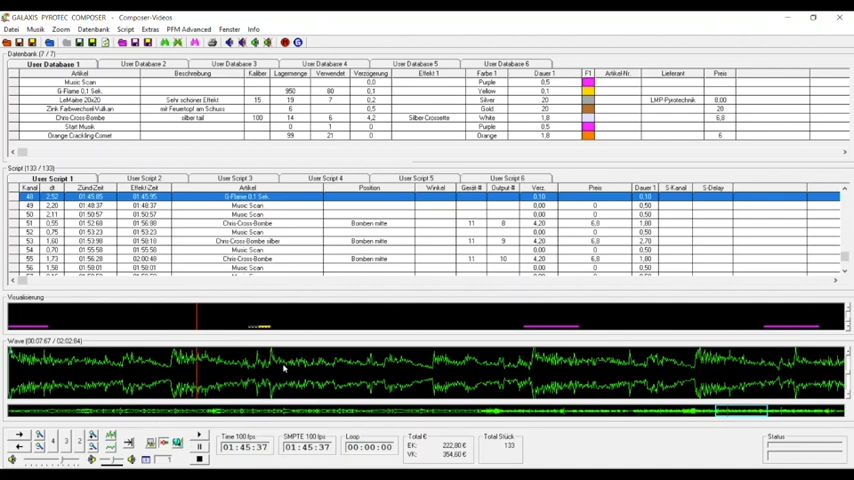 GALAXIS PYROTEC COMPOSER - Composer-Videos
Datei Musik Zoom Datenbank Script Extras PFM Advanced Fenster Info
Datenbank (7 / 7)
User Database 1 User Database 2 User Database 3 User Database 4 User Database 5 User Database 6
Artikel Beschreibung Kaliber Lagemenge Verwendet Verzögerung Effekt 1 Farbe 1 Dauer 1 F1 Artikel-Nr. Lieferant Preis
Music Scan 0,0 Purple 0,5
G-Flame 0,1 Sek. 950 80 0,1 Yellow 0,1
LeMaitre 20x20 Sehr schöner Effekt 15 19 7 0,2 Silver 20 LMP-Pyrotechnik 8,00
Zink Farbwechsel-Vulkan mit Feuertopf am Schuss 6 0,5 Gold 20 20
Chris-Cross-Bombe silber tail 100 14 6 4,2 Silber-Crossette White 1,8 6,8
Start Musik 0 1 Purple 0,5
Orange Crackling-Comet 99 21 Orange 1,8 6
Script (133 / 133)
User Script 1 User Script 2 User Script 3 User Script 4 User Script 5 User Script 6
Kanal dt Zünd-Zeit Effekt-Zeit Artikel Position Winkel Gerät # Output # Verz. Preis Dauer 1 S-Kanal S-Delay
48 2,52 01:45:85 01:45:95 G-Flame 0,1 Sek. 0,10 0,10
49 2,20 01:48:37 01:48:37 Music Scan 0,00 0 0,50
50 2,11 01:50:57 01:50:57 Music Scan 0,00 0 0,50
51 0,55 01:52:68 01:56:88 Chris-Cross-Bombe Bomben mitte 11 8 4,20 6,8 1,80
52 0,75 01:53:23 01:53:23 Music Scan 0,00 0 0,50
53 1,60 01:53:98 01:58:18 Chris-Cross-Bombe silber Bomben mitte 11 9 4,20 6,8 2,70
54 0,70 01:55:58 01:55:58 Music Scan 0,00 0 0,50
55 1,73 01:56:28 02:00:48 Chris-Cross-Bombe Bomben mitte 11 10 4,20 6,8 1,80
56 1,58 01:58:01 01:58:01 Music Scan 0,00 0 0,50
Visualisierung
Wave (00:07:67 / 02:02:84)
4 3 2
1
Time 100 fps
01:45:37
SMPTE 100 fps
01:45:37
Loop
00:00:00
Total €
EK: 222,80 €
VK: 354,60 €
Total Stück
133
Status